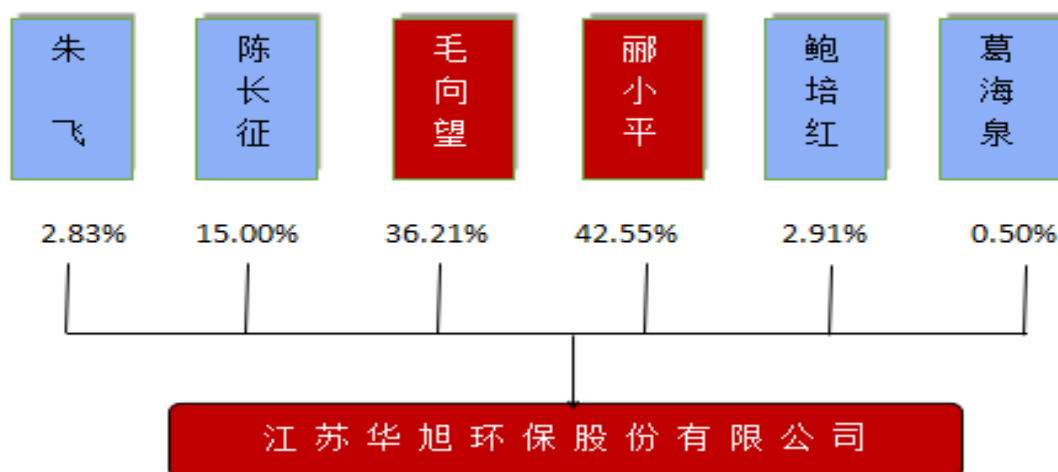 朱飞
陈长征
毛向望
郦小平
鲍培红
葛海泉
2.83%
15.00%
36.21%
42.55%
2.91%
0.50%
江苏华旭环保股份有限公司